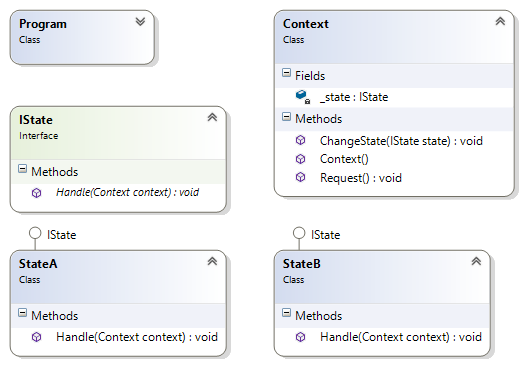 Program
Class
Context
Class
Fields
_state : IState
Methods
ChangeState(IState state) : void
Context()
Request() : void
IState
Interface
Methods
Handle(Context context) : void
IState
StateA
Class
Methods
Handle(Context context) : void
IState
StateB
Class
Methods
Handle(Context context) : void